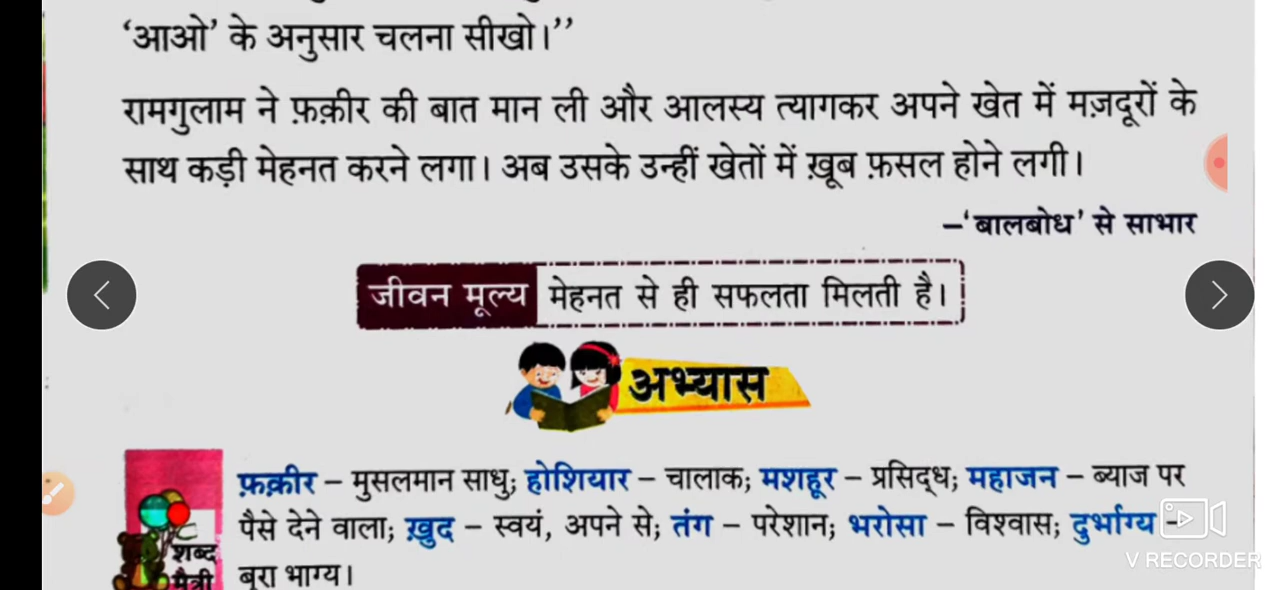 'आओ' के अनुसार चलना सीखो।''
रामगुलाम ने फ़क़ीर की बात मान ली और आलस्य त्यागकर अपने खेत में मज़दूरों के
साथ कड़ी मेहनत करने लगा। अब उसके उन्हीं खेतों में ख़ूब फ़सल होने लगी।
–'बालबोध' से साभार
जीवन मूल्य मेहनत से ही सफलता मिलती है।
अभ्यास
फ़क़ीर – मुसलमान साधु; होशियार – चालाक; मशहूर – प्रसिद्ध; महाजन – ब्याज पर
पैसे देने वाला; ख़ुद – स्वयं, अपने से; तंग – परेशान; भरोसा – विश्वास; दुर्भाग्य –
बुरा भाग्य।
शब्द
मैत्री
V RECORDER